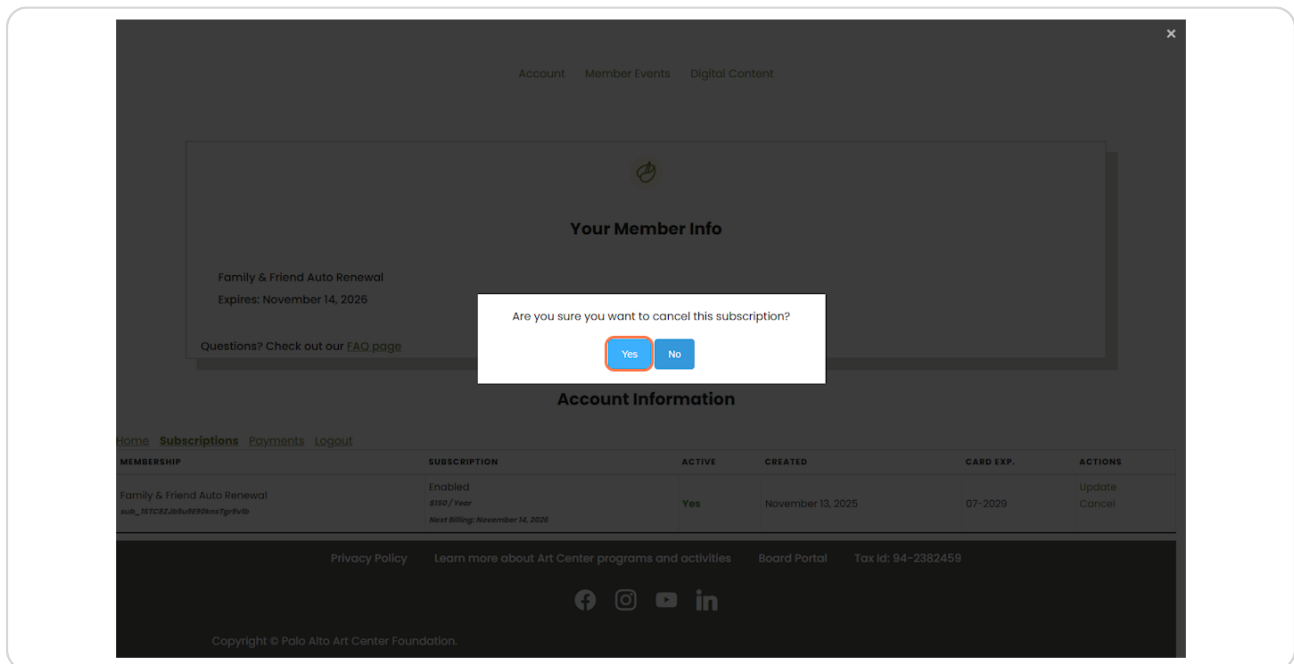 ×
Account Member Events Digital Content
Your Member Info
Family & Friend Auto Renewal
Expires: November 14, 2026
Are you sure you want to cancel this subscription?
Yes No
Questions? Check out our FAQ page
Account Information
Home Subscriptions Payments Logout
MEMBERSHIP SUBSCRIPTION ACTIVE CREATED CARD EXP. ACTIONS
Family & Friend Auto Renewal Enabled Yes November 13, 2025 07-2029 Update
$150 / Year Cancel
Next Billing: November 14, 2026
Privacy Policy Learn more about Art Center programs and activities Board Portal Tax Id: 94-2382459
Copyright © Palo Alto Art Center Foundation.